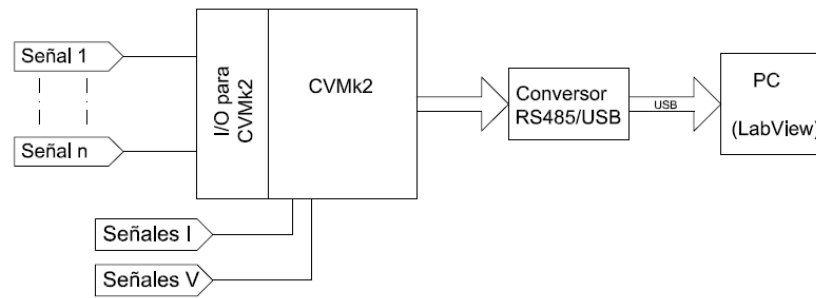 Señal 1
Señal n
I/O para
CVMk2
CVMk2
Señales I
Señales V
Conversor
RS485/USB
USB
PC
(LabView)